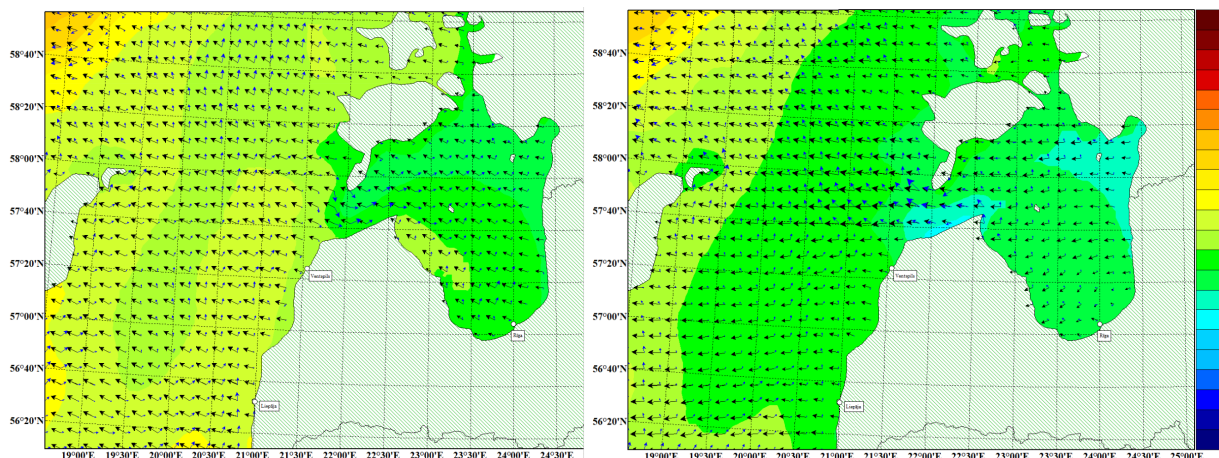 58°40'N
58°20'N
58°00'N
57°40'N
57°20'N
57°00'N
56°40'N
56°20'N
Ventspils
Riga
Liepāja
19°00'E 19°30'E 20°00'E 20°30'E 21°00'E 21°30'E 22°00'E 22°30'E 23°00'E 23°30'E 24°00'E 24°30'E
58°40'N
58°20'N
58°00'N
57°40'N
57°20'N
57°00'N
56°40'N
56°20'N
Ventspils
Riga
Liepāja
19°00'E 19°30'E 20°00'E 20°30'E 21°00'E 21°30'E 22°00'E 22°30'E 23°00'E 23°30'E 24°00'E 24°30'E 25°00'E